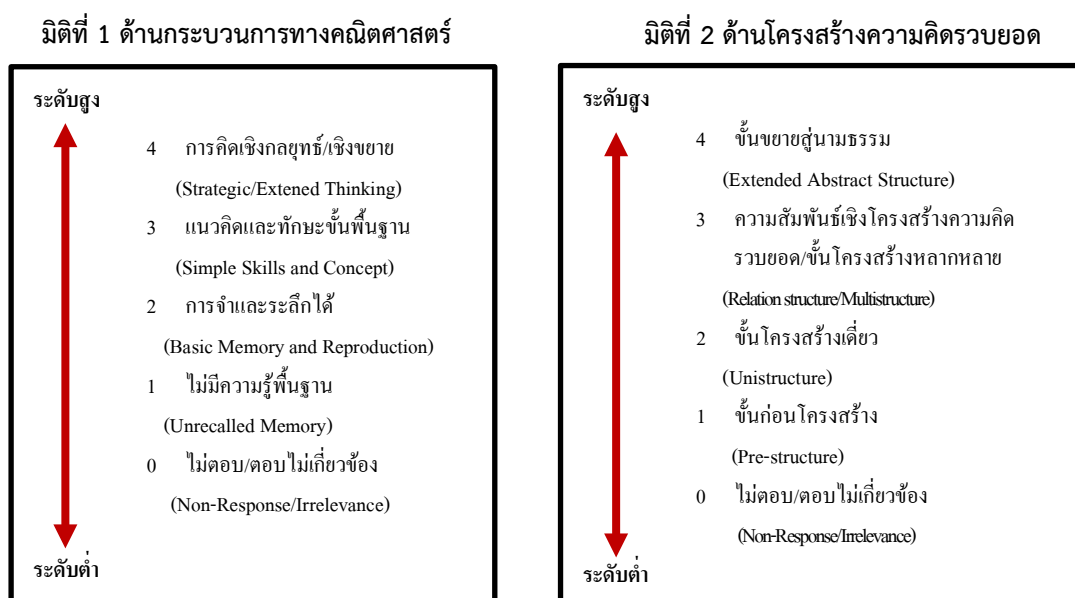 มิติที่ 1 ด้านกระบวนการทางคณิตศาสตร์
ระดับสูง
4 การคิดเชิงกลยุทธ์/เชิงขยาย
(Strategic/Extened Thinking)
3 แนวคิดและทักษะขั้นพื้นฐาน
(Simple Skills and Concept)
2 การจำและระลึกได้
(Basic Memory and Reproduction)
1 ไม่มีความรู้พื้นฐาน
(Unrecalled Memory)
0 ไม่ตอบ/ตอบไม่เกี่ยวข้อง
(Non-Response/Irrelevance)
ระดับต่ำ
มิติที่ 2 ด้านโครงสร้างความคิดรวบยอด
ระดับสูง
4 ขั้นขยายสู่นามธรรม
(Extended Abstract Structure)
3 ความสัมพันธ์เชิงโครงสร้างความคิด
รวบยอด/ขั้นโครงสร้างหลากหลาย
(Relation structure/Multistructure)
2 ขั้นโครงสร้างเดี่ยว
(Unistructure)
1 ขั้นก่อนโครงสร้าง
(Pre-structure)
0 ไม่ตอบ/ตอบไม่เกี่ยวข้อง
(Non-Response/Irrelevance)
ระดับต่ำ